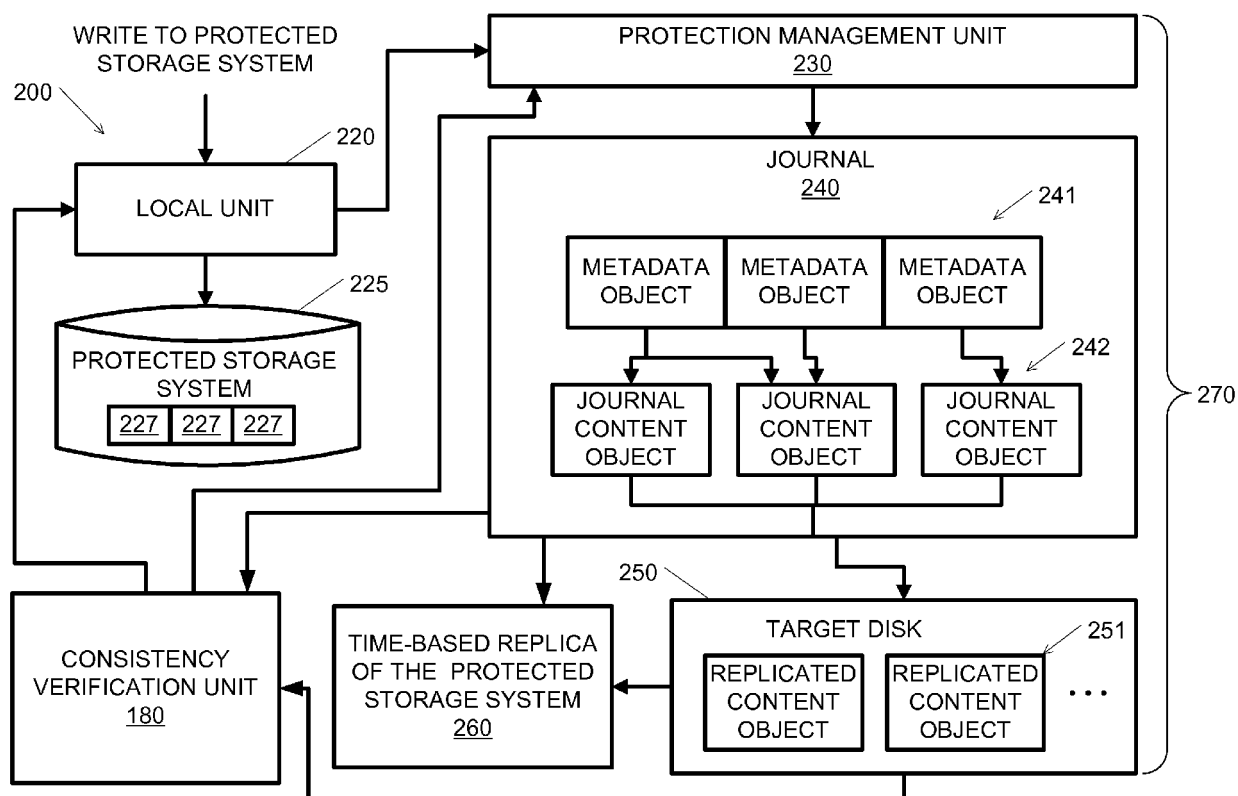 WRITE TO PROTECTED
STORAGE SYSTEM
200
220
LOCAL UNIT
225
PROTECTED STORAGE
SYSTEM
227 227 227
PROTECTION MANAGEMENT UNIT
230
JOURNAL
240
241
METADATA
OBJECT
METADATA
OBJECT
METADATA
OBJECT
242
JOURNAL
CONTENT
OBJECT
JOURNAL
CONTENT
OBJECT
JOURNAL
CONTENT
OBJECT
270
CONSISTENCY
VERIFICATION UNIT
180
TIME-BASED REPLICA
OF THE PROTECTED
STORAGE SYSTEM
260
250
TARGET DISK
251
REPLICATED
CONTENT
OBJECT
REPLICATED
CONTENT
OBJECT
...